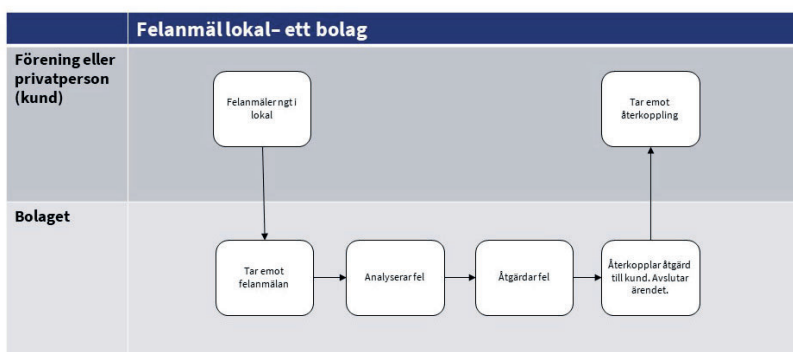 Felanmäl lokal– ett bolag
Förening eller
privatperson
(kund)
Felanmäler ngt i
lokal
Tar emot
återkoppling
Bolaget
Tar emot
felanmälan
Analyserar fel
Åtgärdar fel
Återkopplar åtgärd
till kund. Avslutar
ärendet.